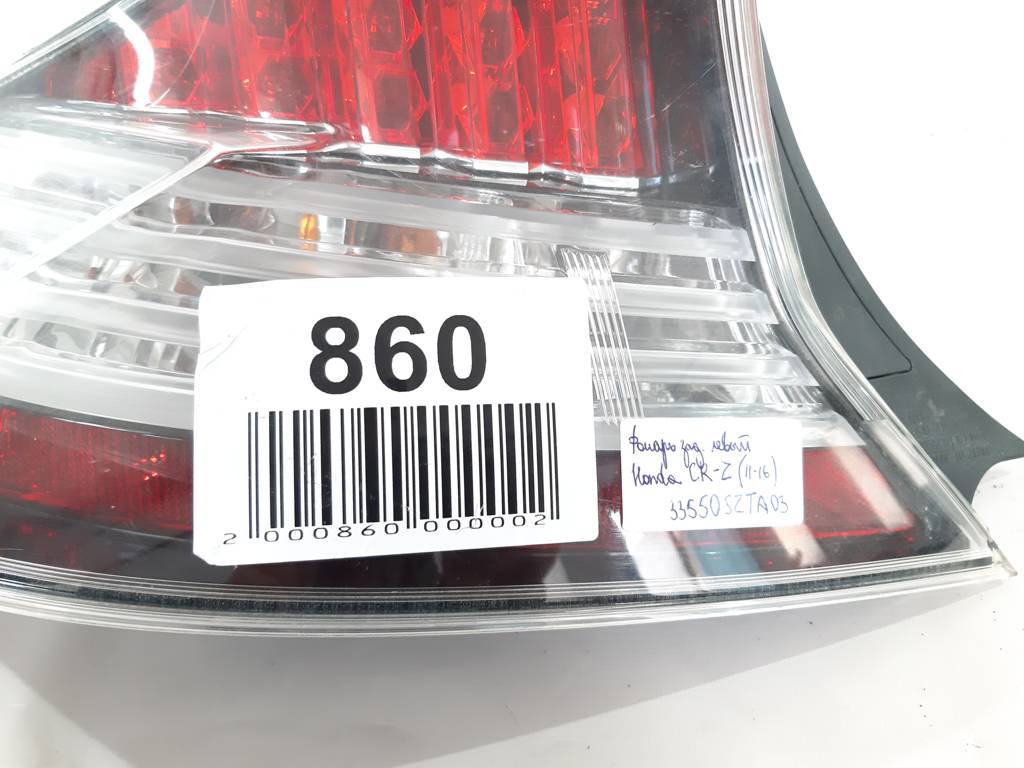 860
2 000860 000002
Фонарь зад. левый
Honda CR-Z (11-16)
33550SZTA03